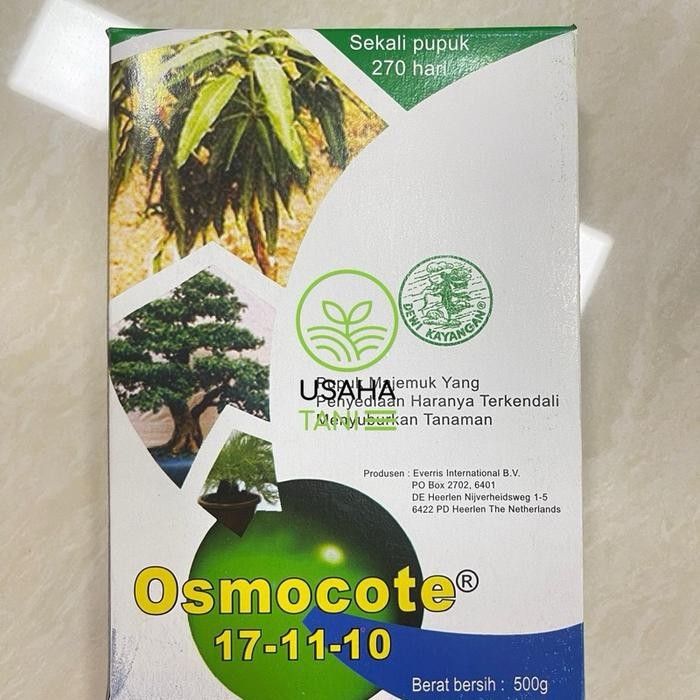 Sekali pupuk
270 hari
DEWI KAYANGAN®
USAHA
TANI
Pupuk Majemuk Yang
Penyediaan Haranya Terkendali
Menyuburkan Tanaman
Produsen : Everris International B.V.
PO Box 2702, 6401
DE Heerlen Nijverheidsweg 1-5
6422 PD Heerlen The Netherlands
Osmocote®
17-11-10
Berat bersih : 500g